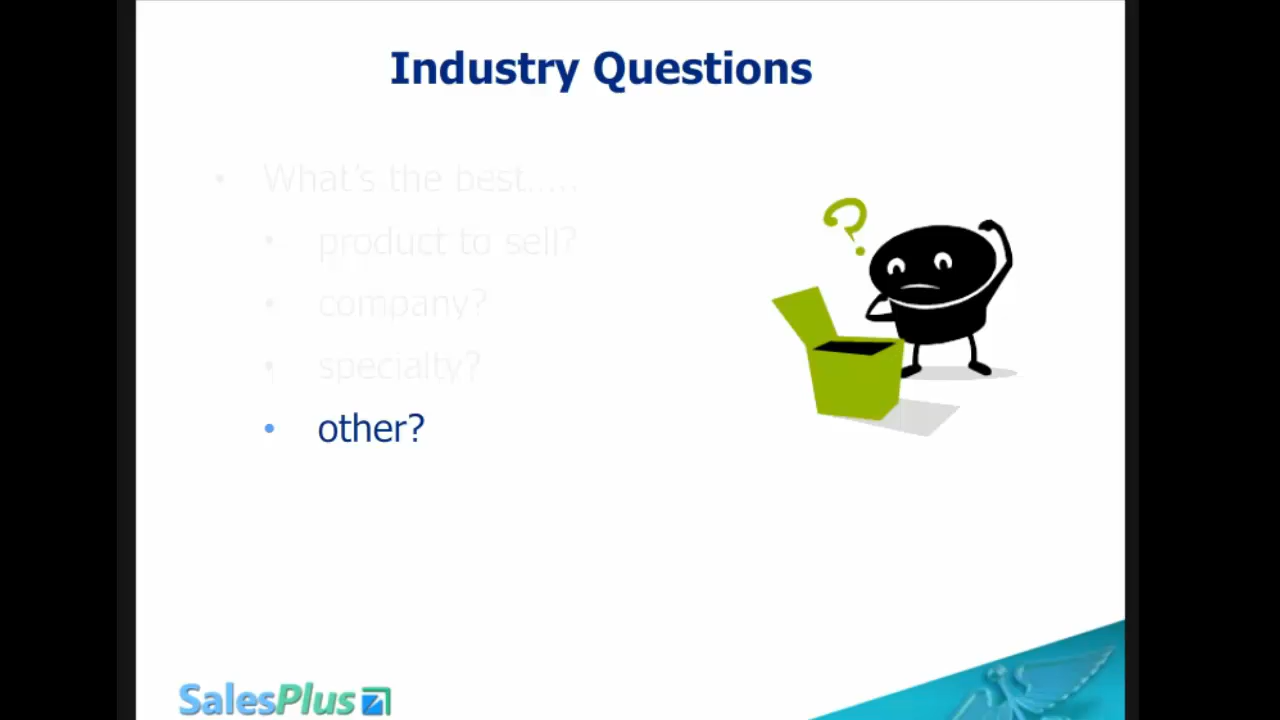 Industry Questions
• What's the best.....
• product to sell?
• company?
• specialty?
• other?
?
SalesPlus